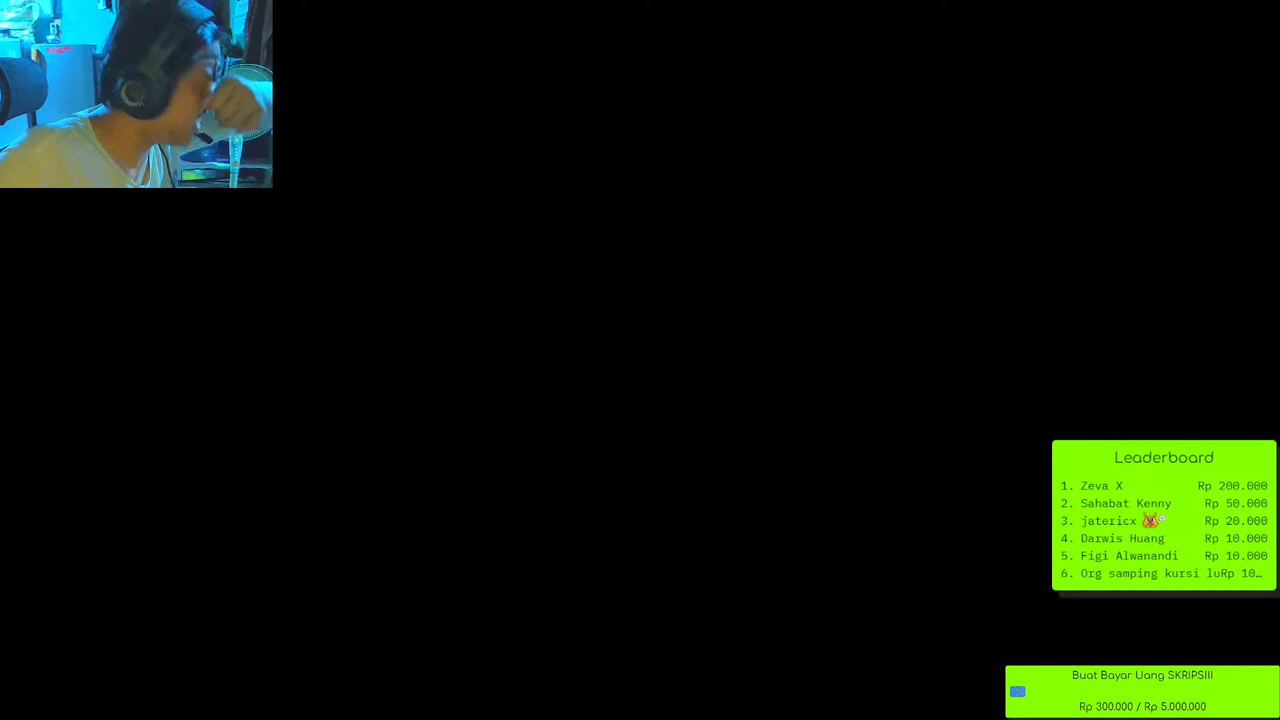 Leaderboard
1. Zeva X Rp 200.000
2. Sahabat Kenny Rp 50.000
3. jatericx Rp 20.000
4. Darwis Huang Rp 10.000
5. Figi Alwanandi Rp 10.000
6. Org samping kursi luRp 10…
Buat Bayar Uang SKRIPSIII
Rp 300.000 / Rp 5.000.000